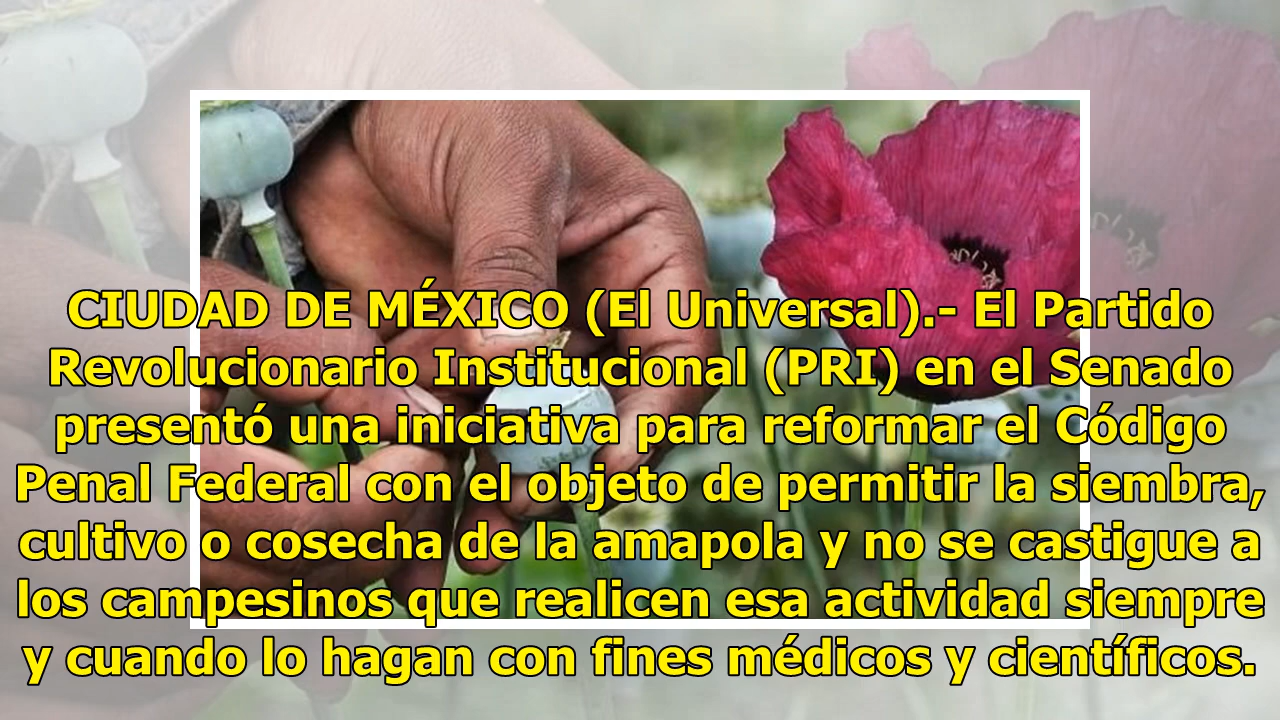 CIUDAD DE MÉXICO (El Universal).- El Partido
Revolucionario Institucional (PRI) en el Senado
presentó una iniciativa para reformar el Código
Penal Federal con el objeto de permitir la siembra,
cultivo o cosecha de la amapola y no se castigue a
los campesinos que realicen esa actividad siempre
y cuando lo hagan con fines médicos y científicos.